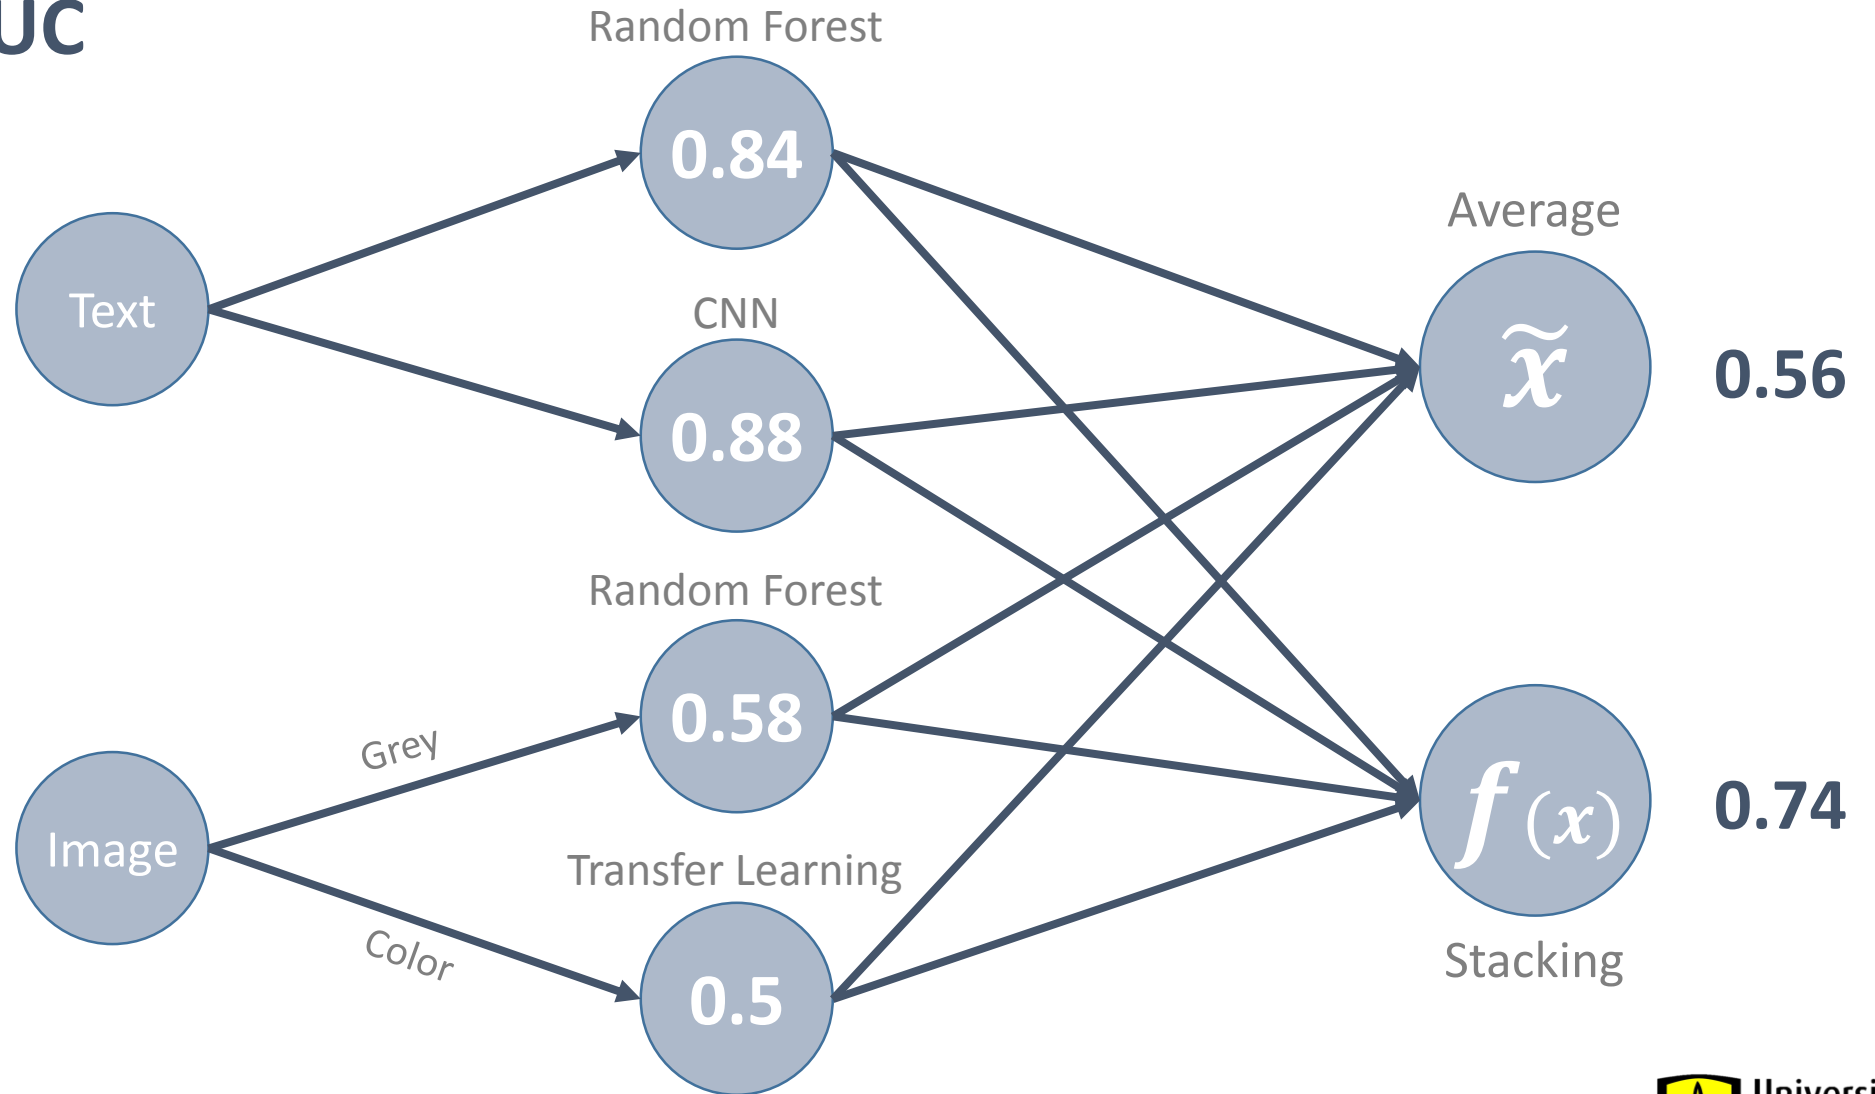 UC
Random Forest
0.84
Text
CNN
0.88
Random Forest
0.58
Image
Grey
Color
Transfer Learning
0.5
Average
x̃
0.56
f (x)
0.74
Stacking
Universi